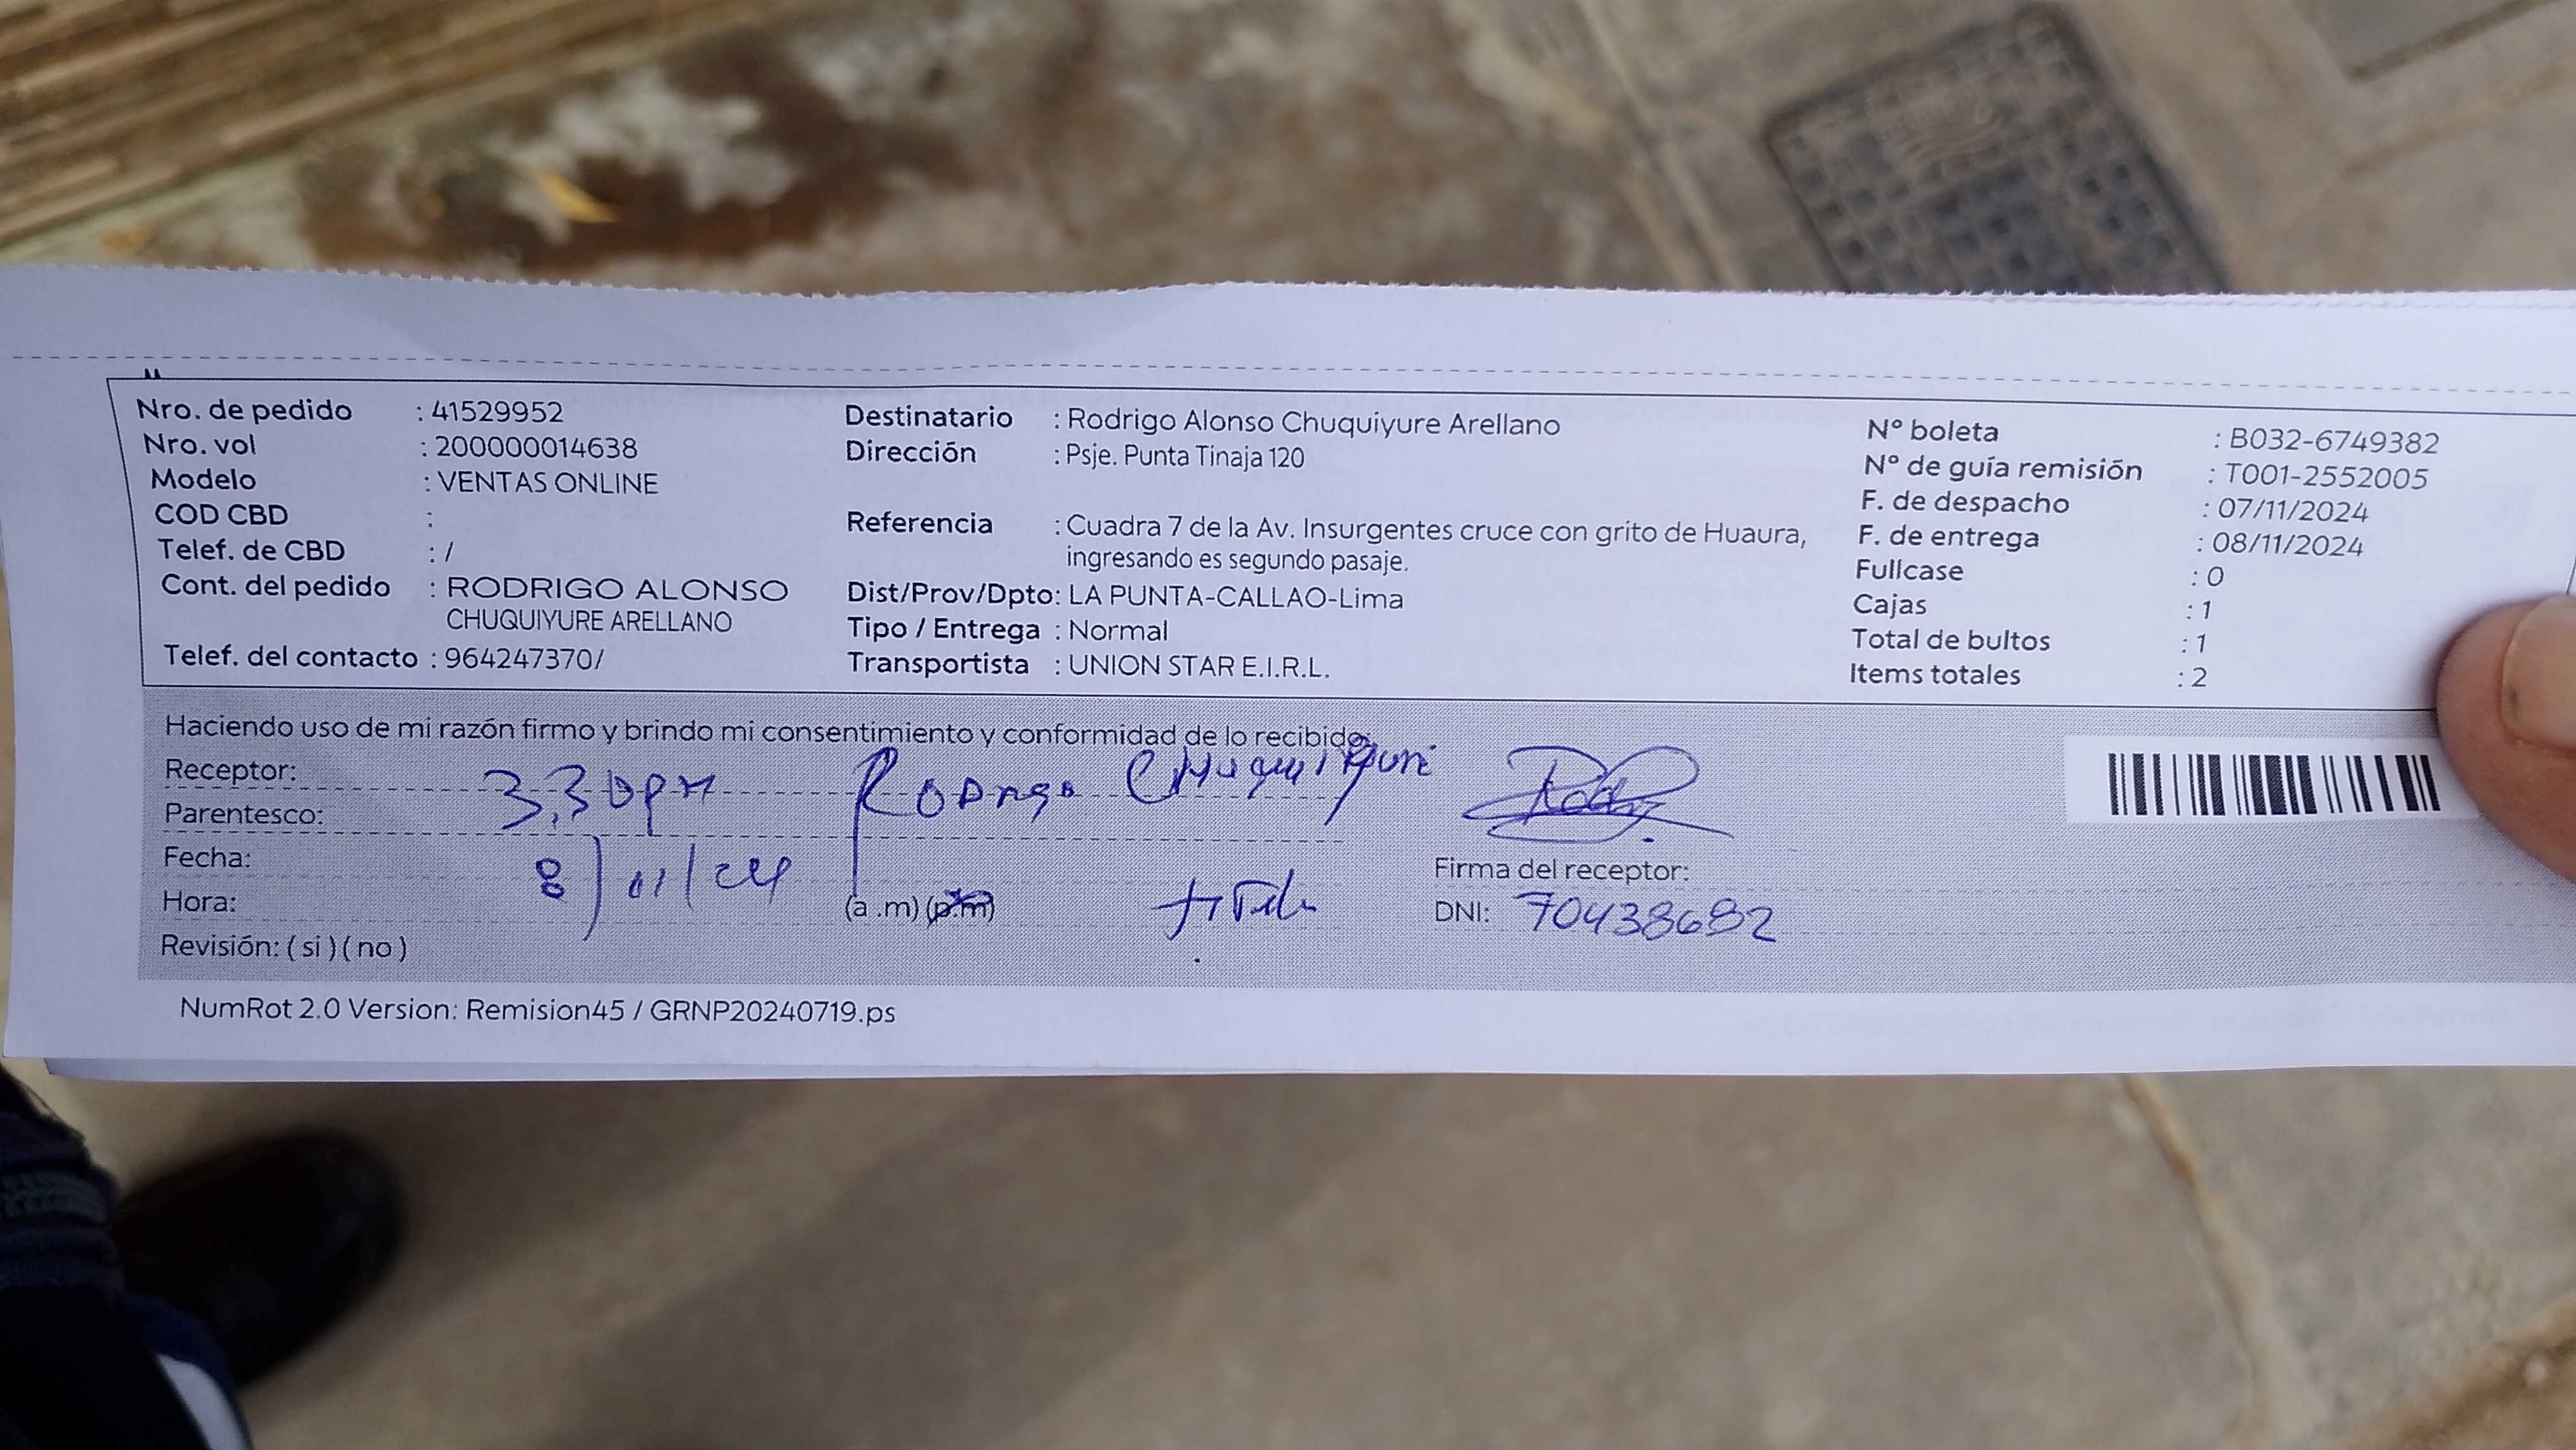 Nro. de pedido : 41529952
Nro. vol : 200000014638
Modelo : VENTAS ONLINE
COD CBD :
Telef. de CBD : /
Cont. del pedido : RODRIGO ALONSO
CHUQUIYURE ARELLANO
Telef. del contacto : 964247370/
Destinatario : Rodrigo Alonso Chuquiyure Arellano
Dirección : Psje. Punta Tinaja 120
Referencia : Cuadra 7 de la Av. Insurgentes cruce con grito de Huaura,
ingresando es segundo pasaje.
Dist/Prov/Dpto: LA PUNTA-CALLAO-Lima
Tipo / Entrega : Normal
Transportista : UNION STAR E.I.R.L.
N° boleta : B032-6749382
N° de guía remisión : T001-2552005
F. de despacho : 07/11/2024
F. de entrega : 08/11/2024
Fullcase : 0
Cajas : 1
Total de bultos : 1
Items totales : 2
Haciendo uso de mi razón firmo y brindo mi consentimiento y conformidad de lo recibido.
Receptor: 3,30pm Rodrigo
Parentesco:
Fecha: 8/11/24
Hora: (a .m) (p.m)
Revisión: ( si ) ( no )
Firma del receptor:
DNI: 70438682
NumRot 2.0 Version: Remision45 / GRNP20240719.ps